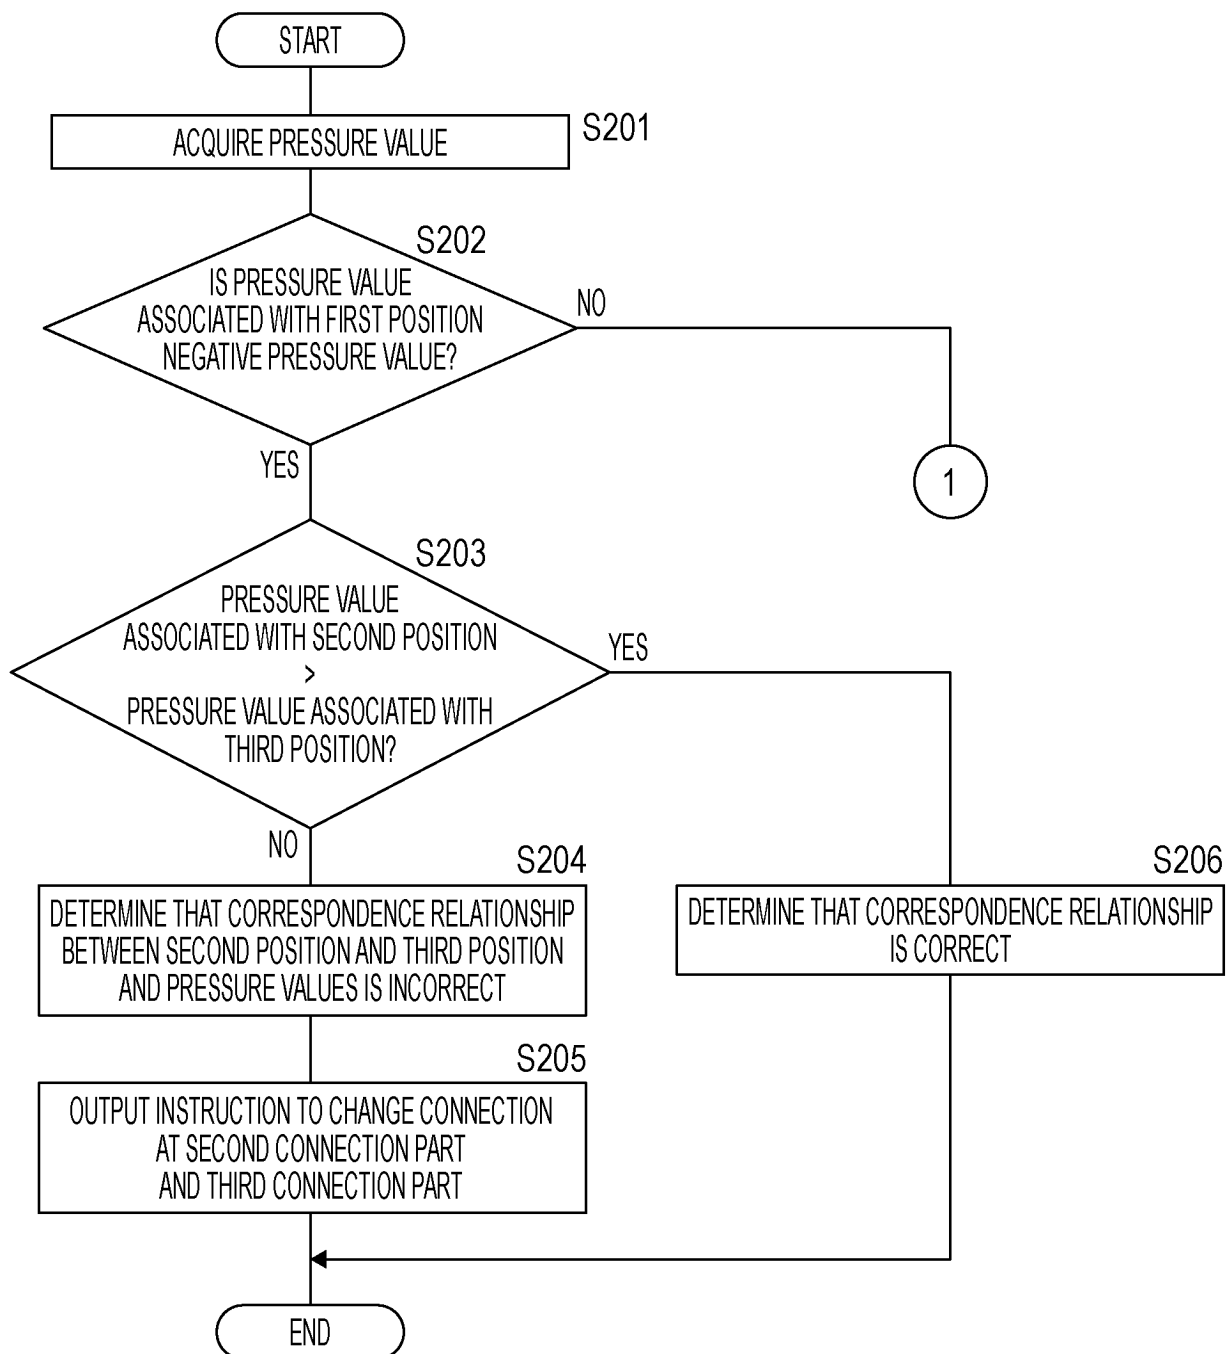 START
ACQUIRE PRESSURE VALUE
S201
S202
IS PRESSURE VALUE
ASSOCIATED WITH FIRST POSITION
NEGATIVE PRESSURE VALUE?
NO
YES
1
S203
PRESSURE VALUE
ASSOCIATED WITH SECOND POSITION
>
PRESSURE VALUE ASSOCIATED WITH
THIRD POSITION?
YES
NO
S204
DETERMINE THAT CORRESPONDENCE RELATIONSHIP
BETWEEN SECOND POSITION AND THIRD POSITION
AND PRESSURE VALUES IS INCORRECT
S206
DETERMINE THAT CORRESPONDENCE RELATIONSHIP
IS CORRECT
S205
OUTPUT INSTRUCTION TO CHANGE CONNECTION
AT SECOND CONNECTION PART
AND THIRD CONNECTION PART
END